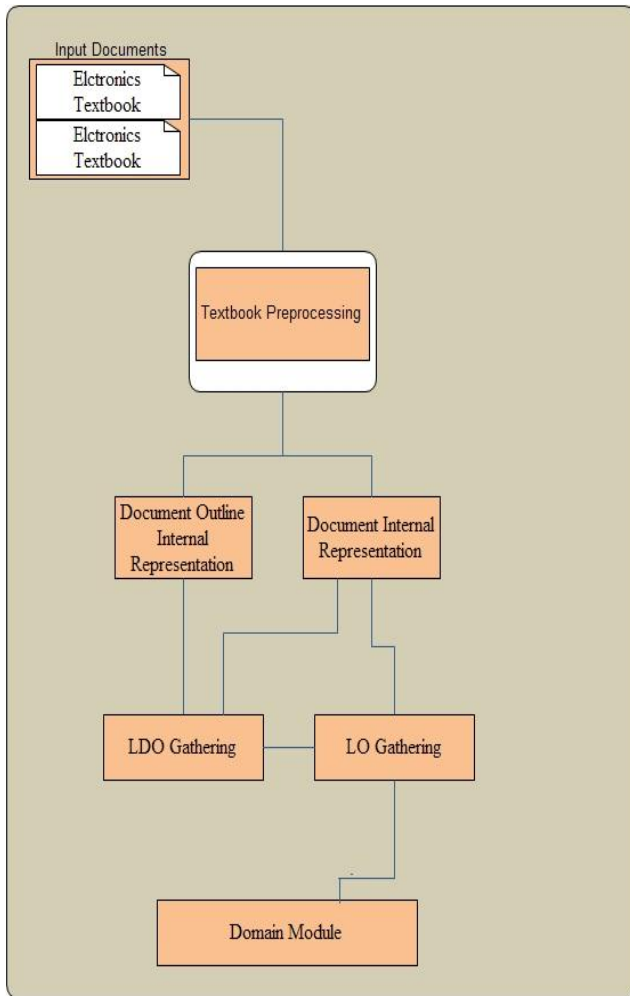 Input Documents
Elctronics
Textbook
Elctronics
Textbook
Textbook Preprocessing
Document Outline
Internal
Representation
Document Internal
Representation
LDO Gathering
LO Gathering
Domain Module